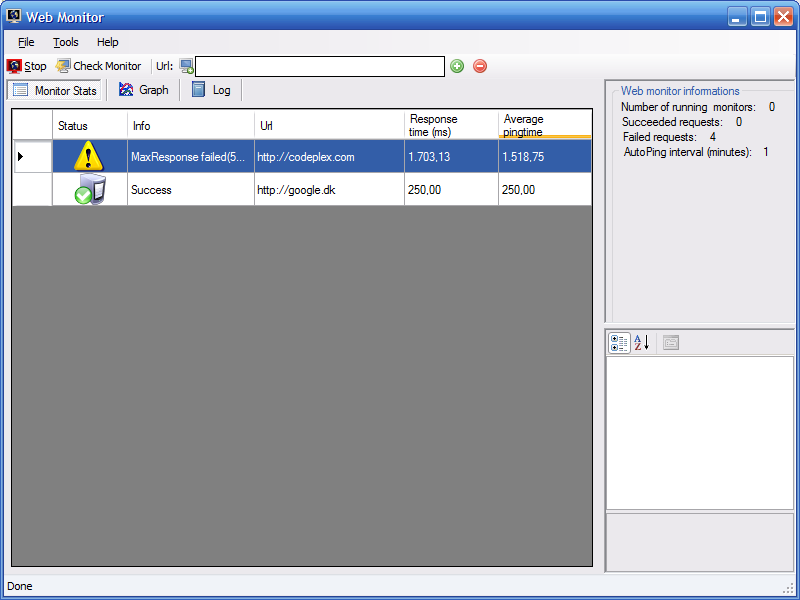 Web Monitor
File Tools Help
Stop Check Monitor Url:
Monitor Stats Graph Log
Status Info Url Response time (ms) Average pingtime
MaxResponse failed(5... http://codeplex.com 1.703,13 1.518,75
Success http://google.dk 250,00 250,00
Web monitor informations
Number of running monitors: 0
Succeeded requests: 0
Failed requests: 4
AutoPing interval (minutes): 1
A
Z
Done